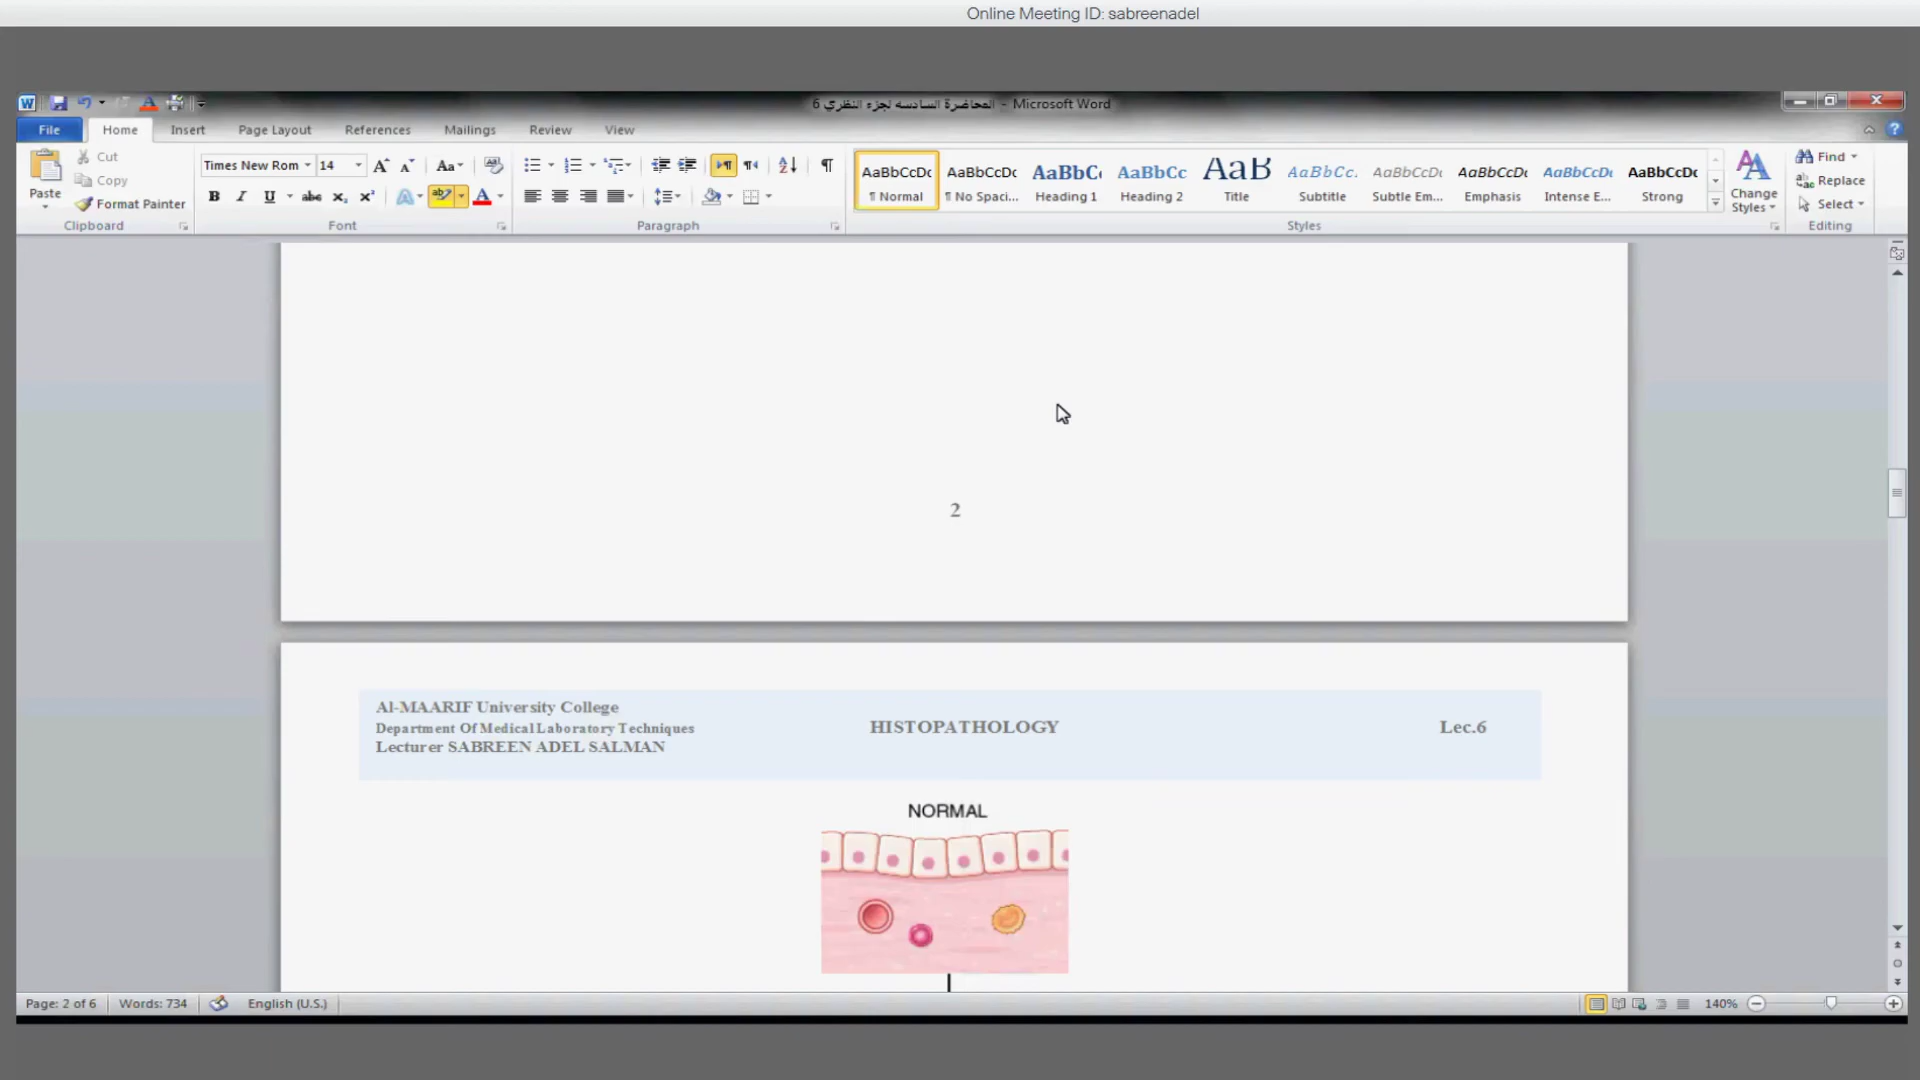 Online Meeting ID: sabreenadel
المحاضرة السادسه لجزء النظري 6 - Microsoft Word
File Home Insert Page Layout References Mailings Review View
Paste
Cut
Copy
Format Painter
Clipboard
Times New Rom 14
Font
Paragraph
AaBbCcDc AaBbCcDc AaBbC AaBbCc AaB AaBbCc. AaBbCcDc AaBbCcDc AaBbCcDc AaBbCcDc
¶ Normal ¶ No Spaci... Heading 1 Heading 2 Title Subtitle Subtle Em... Emphasis Intense E... Strong
Change Styles
Styles
Find
Replace
Select
Editing
2
Al-MAARIF University College
Department Of Medical Laboratory Techniques
Lecturer SABREEN ADEL SALMAN
HISTOPATHOLOGY
Lec.6
NORMAL
Page: 2 of 6 Words: 734 English (U.S.) 140%